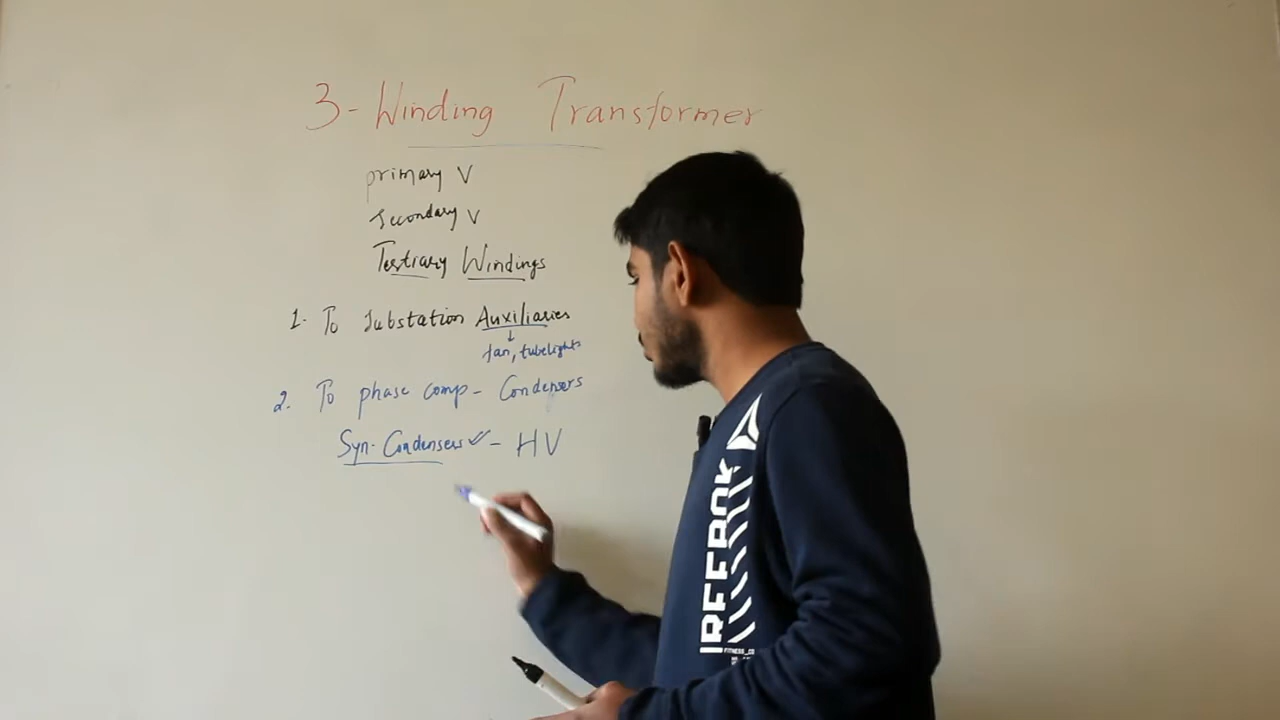 3- Winding Transformer
primary V
Secondary V
Tertiary Windings
1. To Substation Auxiliaries
↓
fan, tubelights
2. To phase comp- Condensers
Syn- Condensers ✓ - HV
REEBOK